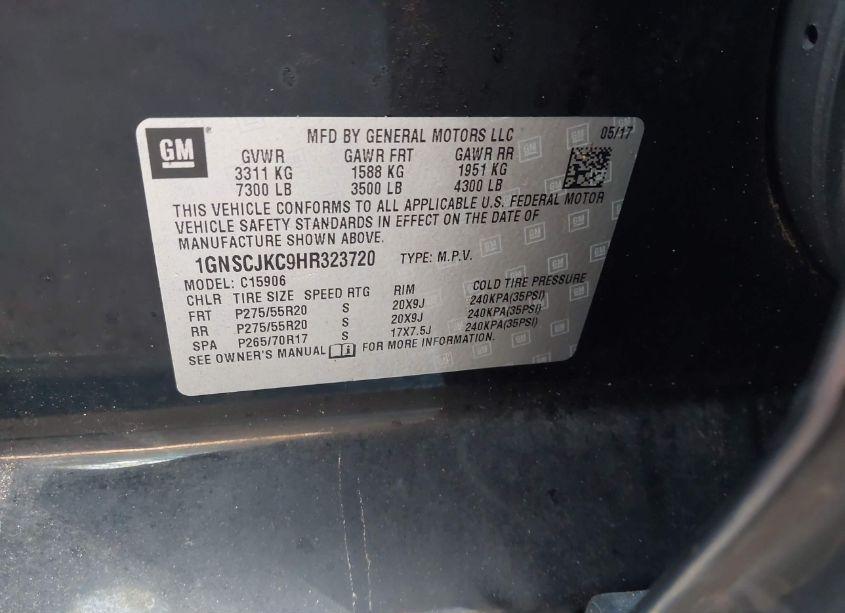 GM
MFD BY GENERAL MOTORS LLC 05/17
GVWR GAWR FRT GAWR RR
3311 KG 1588 KG 1951 KG
7300 LB 3500 LB 4300 LB
THIS VEHICLE CONFORMS TO ALL APPLICABLE U.S. FEDERAL MOTOR
VEHICLE SAFETY STANDARDS IN EFFECT ON THE DATE OF
MANUFACTURE SHOWN ABOVE.
1GNSCJKC9HR323720 TYPE: M.P.V.
MODEL: C15906
CHLR TIRE SIZE SPEED RTG RIM COLD TIRE PRESSURE
FRT P275/55R20 S 20X9J 240KPA(35PSI)
RR P275/55R20 S 20X9J 240KPA(35PSI)
SPA P265/70R17 S 17X7.5J 240KPA(35PSI)
SEE OWNER'S MANUAL FOR MORE INFORMATION.